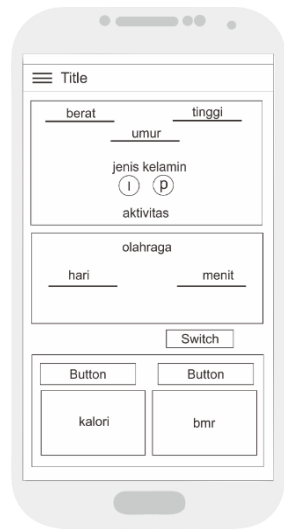 Title
berat tinggi
umur
jenis kelamin
l p
aktivitas
olahraga
hari menit
Switch
Button Button
kalori bmr